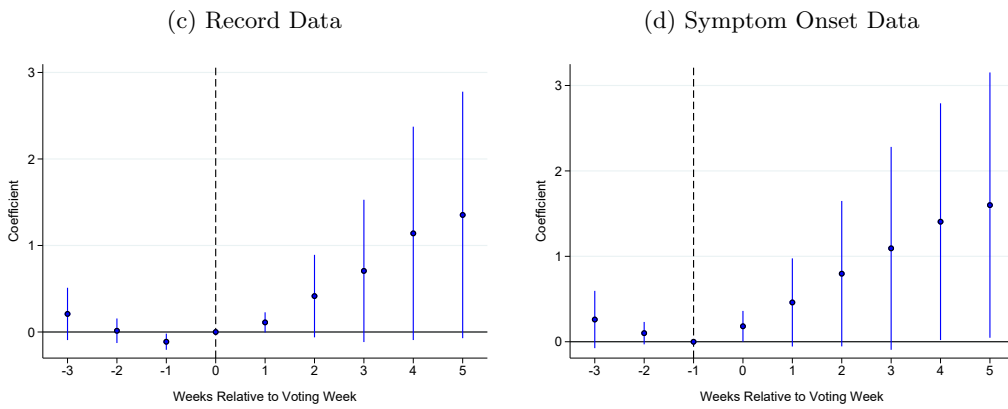 (c) Record Data
(d) Symptom Onset Data
3
2
1
0
Coefficient
-3 -2 -1 0 1 2 3 4 5
Weeks Relative to Voting Week
3
2
1
0
Coefficient
-3 -2 -1 0 1 2 3 4 5
Weeks Relative to Voting Week